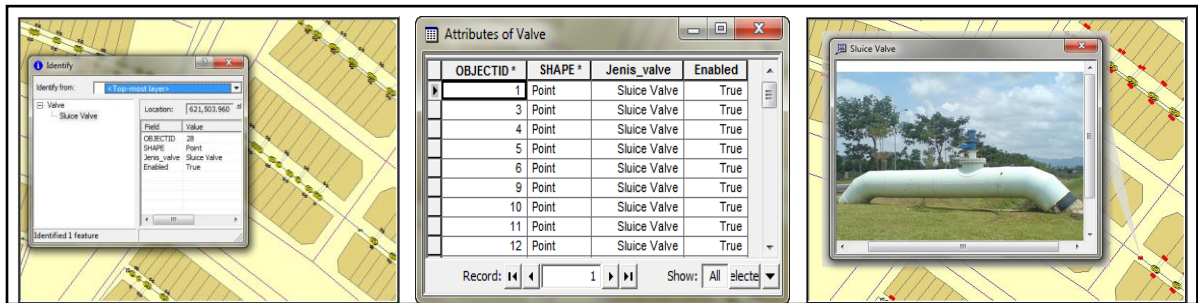 Identify
Identify from: <Top-most layer>
Valve
Sluice Valve
Location: 621,503.960
Field Value
OBJECTID 28
SHAPE Point
Jenis_valve Sluice Valve
Enabled True
Identified 1 feature
Attributes of Valve
OBJECTID * SHAPE * Jenis_valve Enabled
1 Point Sluice Valve True
3 Point Sluice Valve True
4 Point Sluice Valve True
5 Point Sluice Valve True
6 Point Sluice Valve True
9 Point Sluice Valve True
10 Point Sluice Valve True
11 Point Sluice Valve True
12 Point Sluice Valve True
Record: 1 Show: All electe
Sluice Valve